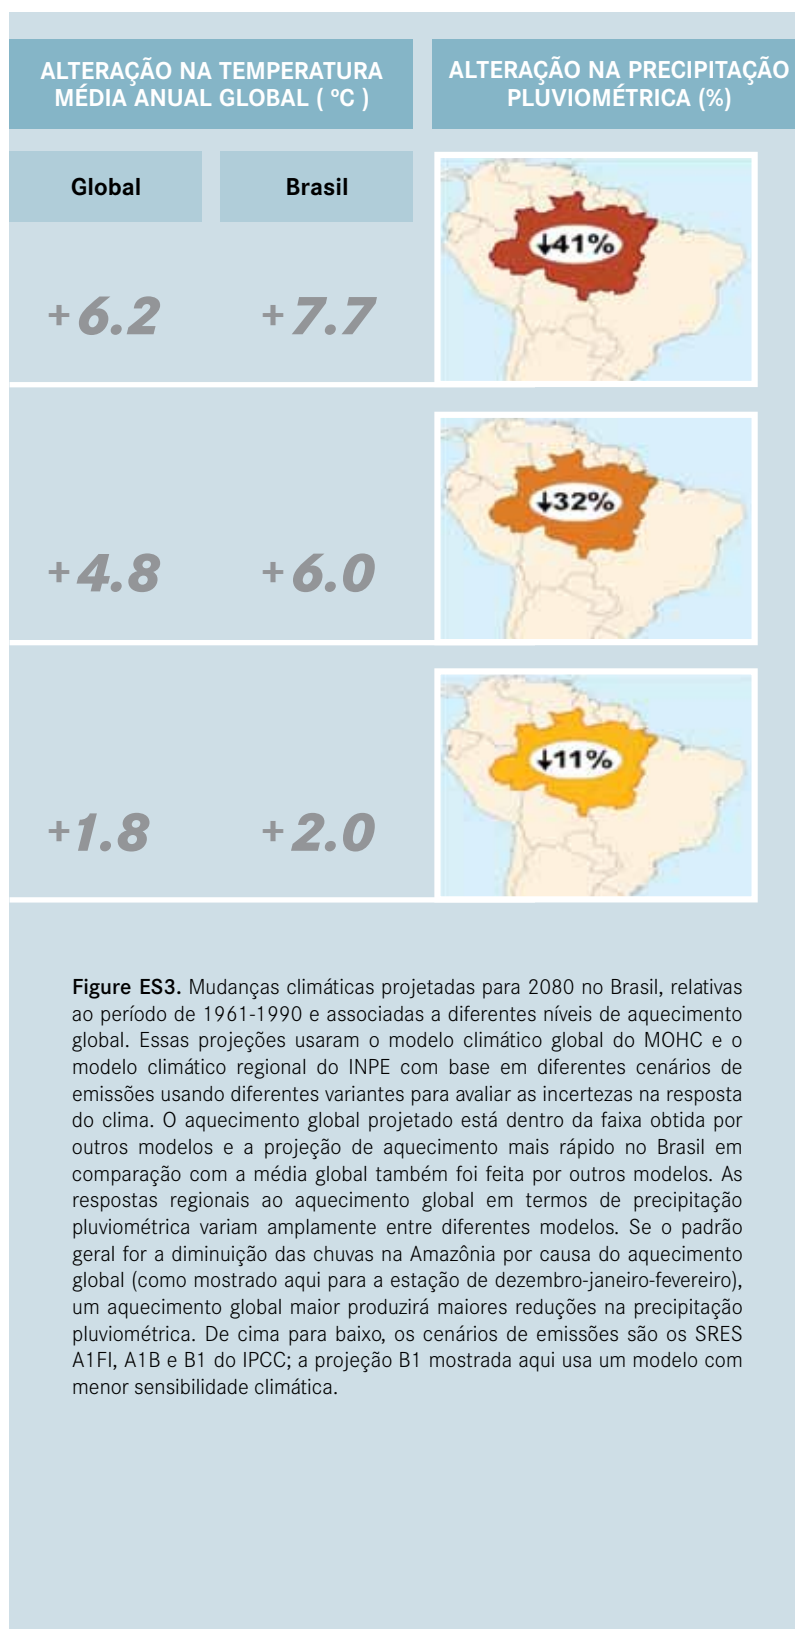 ALTERAÇÃO NA TEMPERATURA
MÉDIA ANUAL GLOBAL ( ºC )
ALTERAÇÃO NA PRECIPITAÇÃO
PLUVIOMÉTRICA (%)
Global
Brasil
+6.2
+7.7
↓41%
+4.8
+6.0
↓32%
+1.8
+2.0
↓11%
Figure ES3. Mudanças climáticas projetadas para 2080 no Brasil, relativas
ao período de 1961-1990 e associadas a diferentes níveis de aquecimento
global. Essas projeções usaram o modelo climático global do MOHC e o
modelo climático regional do INPE com base em diferentes cenários de
emissões usando diferentes variantes para avaliar as incertezas na resposta
do clima. O aquecimento global projetado está dentro da faixa obtida por
outros modelos e a projeção de aquecimento mais rápido no Brasil em
comparação com a média global também foi feita por outros modelos. As
respostas regionais ao aquecimento global em termos de precipitação
pluviométrica variam amplamente entre diferentes modelos. Se o padrão
geral for a diminuição das chuvas na Amazônia por causa do aquecimento
global (como mostrado aqui para a estação de dezembro-janeiro-fevereiro),
um aquecimento global maior produzirá maiores reduções na precipitação
pluviométrica. De cima para baixo, os cenários de emissões são os SRES
A1FI, A1B e B1 do IPCC; a projeção B1 mostrada aqui usa um modelo com
menor sensibilidade climática.